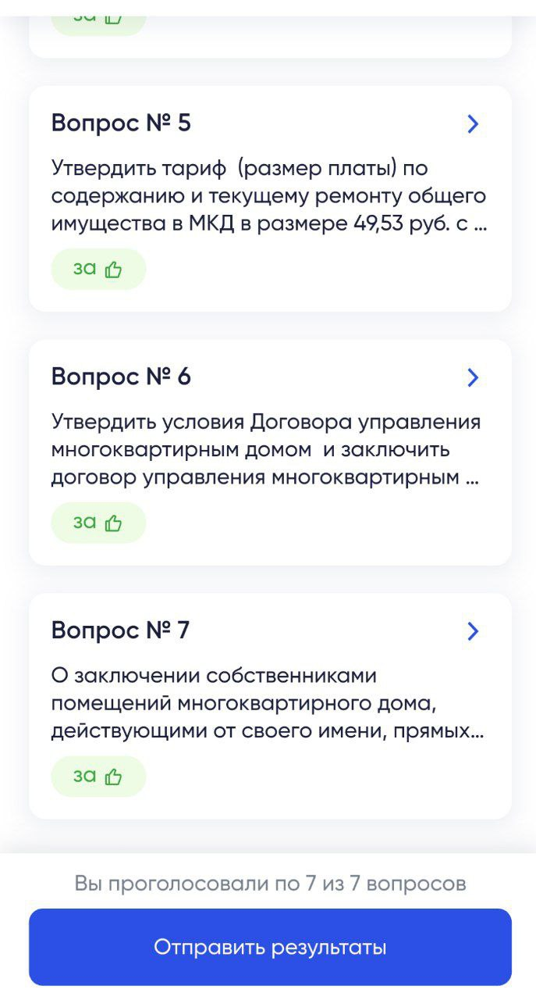 за
Вопрос № 5
Утвердить тариф  (размер платы) по
содержанию и текущему ремонту общего
имущества в МКД в размере 49,53 руб. с ...
за
Вопрос № 6
Утвердить условия Договора управления
многоквартирным домом  и заключить
договор управления многоквартирным ...
за
Вопрос № 7
О заключении собственниками
помещений многоквартирного дома,
действующими от своего имени, прямых...
за
Вы проголосовали по 7 из 7 вопросов
Отправить результаты